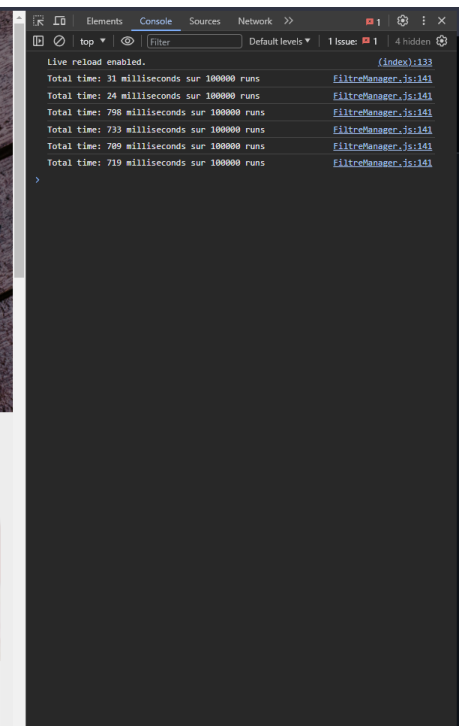 Elements Console Sources Network
1
top Filter Default levels 1 Issue: 1 4 hidden
Live reload enabled. (index):133
Total time: 31 milliseconds sur 100000 runs FiltreManager.js:141
Total time: 24 milliseconds sur 100000 runs FiltreManager.js:141
Total time: 798 milliseconds sur 100000 runs FiltreManager.js:141
Total time: 733 milliseconds sur 100000 runs FiltreManager.js:141
Total time: 709 milliseconds sur 100000 runs FiltreManager.js:141
Total time: 719 milliseconds sur 100000 runs FiltreManager.js:141